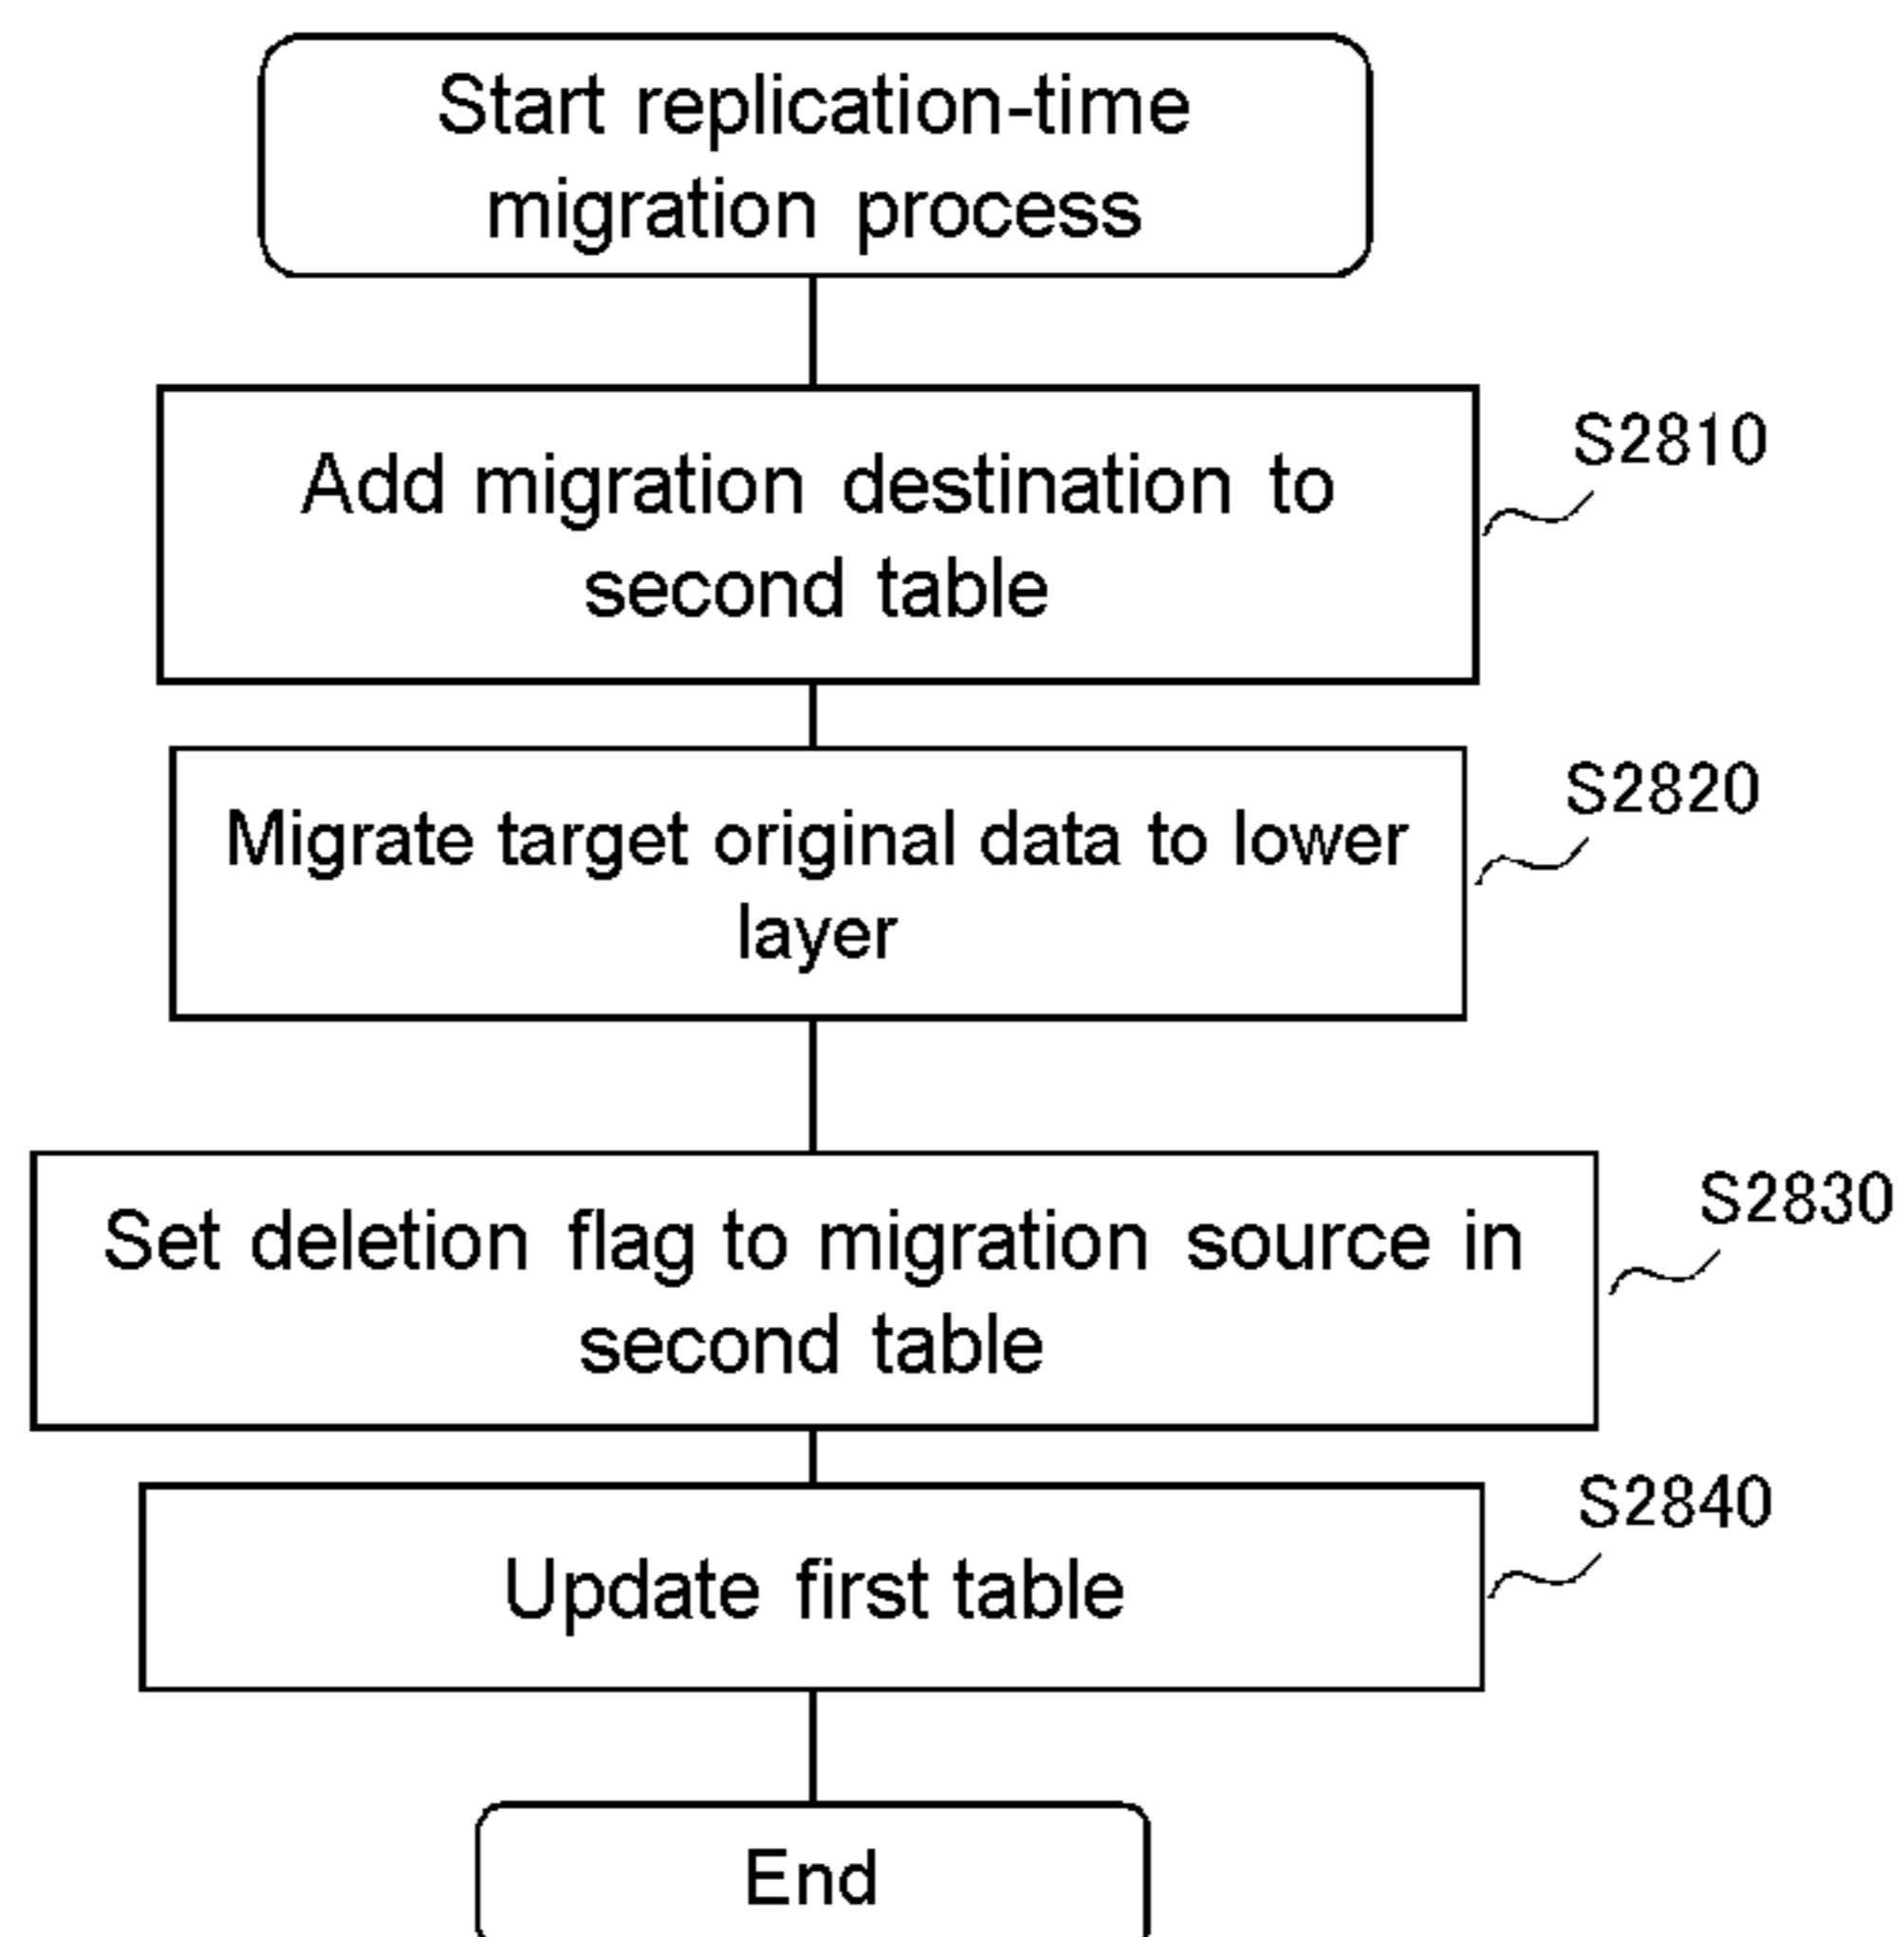 Start replication-time
migration process
Add migration destination to
second table
S2810
Migrate target original data to lower
layer
S2820
Set deletion flag to migration source in
second table
S2830
Update first table
S2840
End